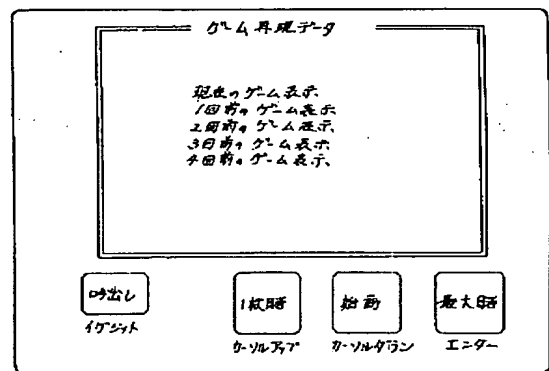 ゲーム再現データ
現在のゲーム表示
1回前のゲーム表示
2回前のゲーム表示
3回前のゲーム表示
4回前のゲーム表示
呼出し
1枚賭
始動
最大賭
イグジット
カーソルアップ
カーソルダウン
エンター